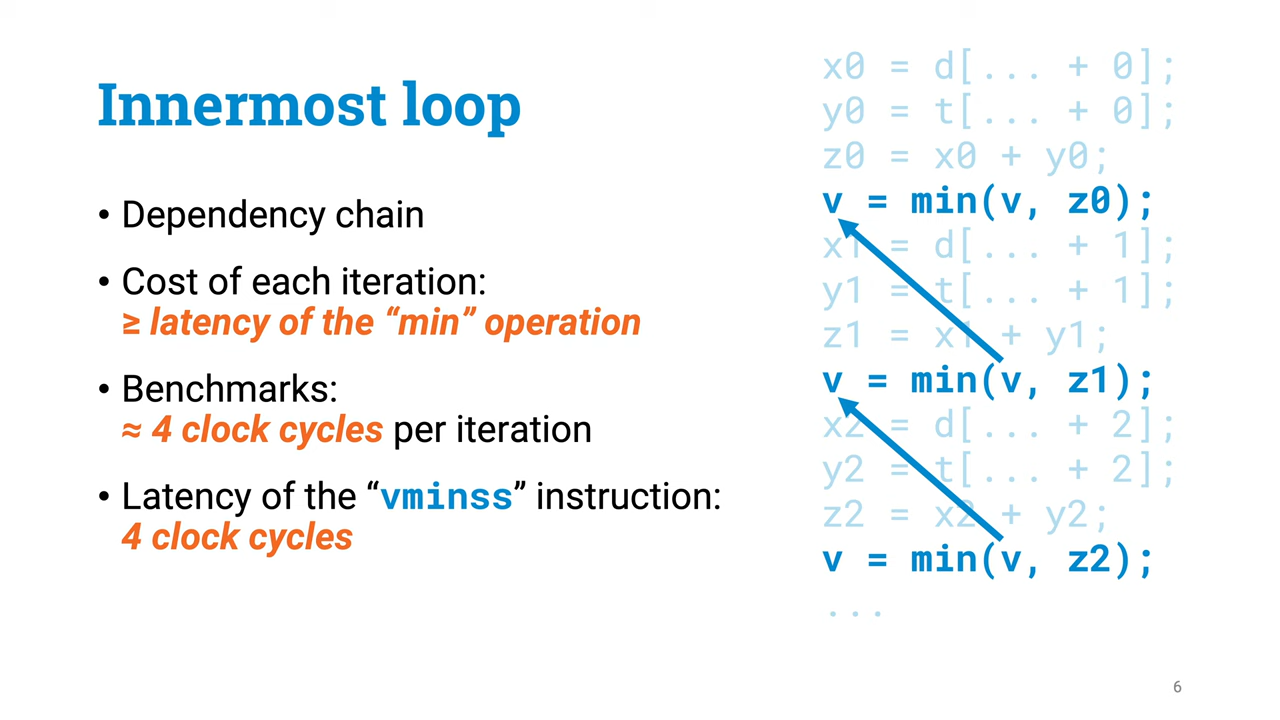 Innermost loop
• Dependency chain
• Cost of each iteration:
≥ latency of the “min” operation
• Benchmarks:
≈ 4 clock cycles per iteration
• Latency of the “vminss” instruction:
4 clock cycles
x0 = d[... + 0];
y0 = t[... + 0];
z0 = x0 + y0;
v = min(v, z0);
x1 = d[... + 1];
y1 = t[... + 1];
z1 = x1 + y1;
v = min(v, z1);
x2 = d[... + 2];
y2 = t[... + 2];
z2 = x2 + y2;
v = min(v, z2);
...
6